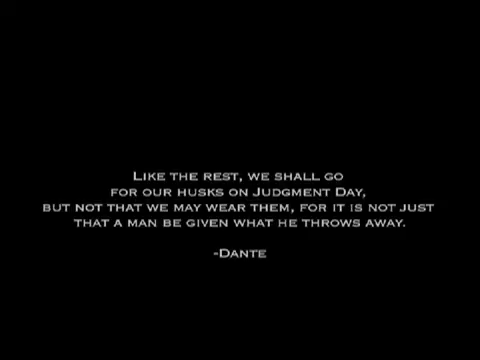 Like the rest, we shall go
for our husks on Judgment Day,
but not that we may wear them, for it is not just
that a man be given what he throws away.
-Dante